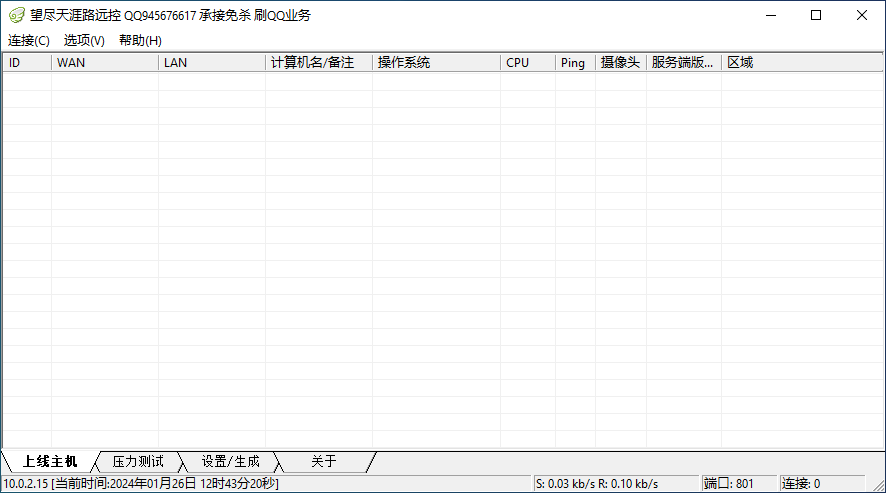 望尽天涯路远控 QQ945676617 承接免杀 刷QQ业务
连接(C) 选项(V) 帮助(H)
ID WAN LAN 计算机名/备注 操作系统 CPU Ping 摄像头 服务端版... 区域
上线主机 压力测试 设置/生成 关于
10.0.2.15 [当前时间:2024年01月26日 12时43分20秒] S: 0.03 kb/s R: 0.10 kb/s 端口: 801 连接: 0